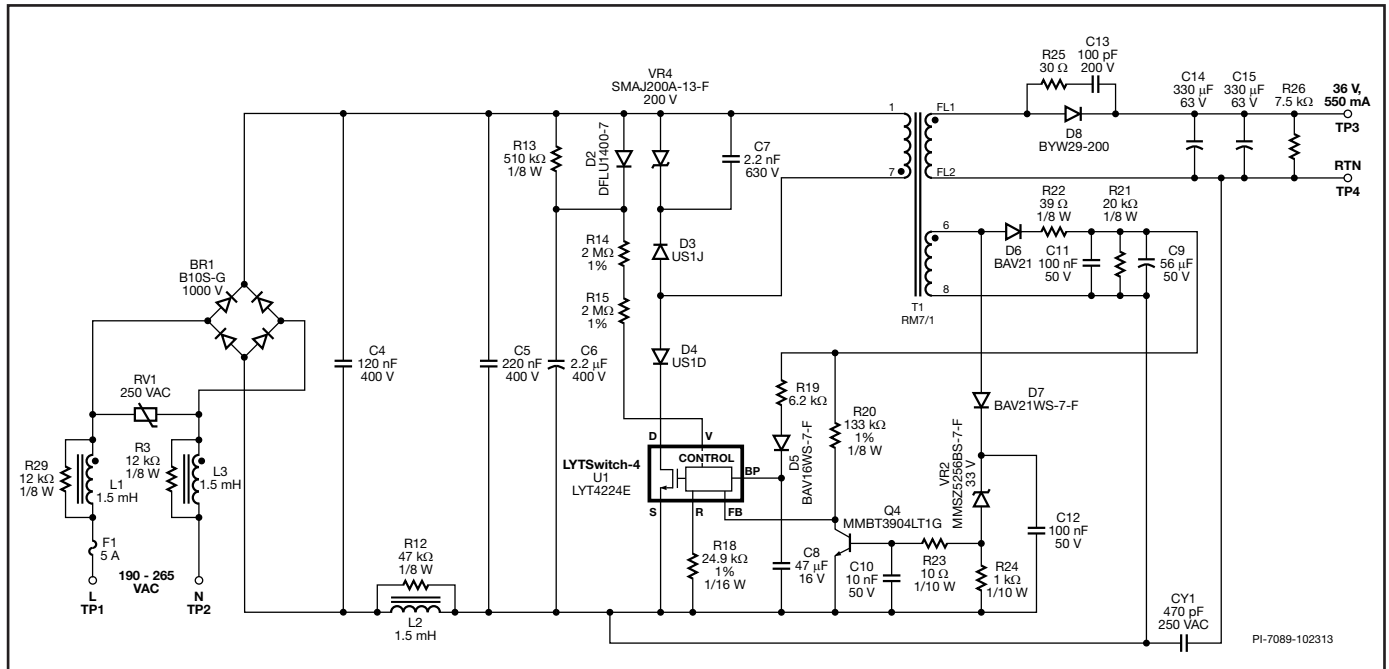 VR4
SMAJ200A-13-F
200 V
R13
510 kΩ
1/8 W
D2
DFLU1400-7
C7
2.2 nF
630 V
1
7
FL1
FL2
R25
30 Ω
C13
100 pF
200 V
D8
BYW29-200
C14
330 µF
63 V
C15
330 µF
63 V
R26
7.5 kΩ
36 V,
550 mA
TP3
RTN
TP4
R14
2 MΩ
1%
R15
2 MΩ
1%
D3
US1J
D4
US1D
6
8
T1
RM7/1
D6
BAV21
R22
39 Ω
1/8 W
C11
100 nF
50 V
R21
20 kΩ
1/8 W
C9
56 µF
50 V
BR1
B10S-G
1000 V
C4
120 nF
400 V
C5
220 nF
400 V
C6
2.2 µF
400 V
RV1
250 VAC
R29
12 kΩ
1/8 W
L1
1.5 mH
R3
12 kΩ
1/8 W
L3
1.5 mH
F1
5 A
190 - 265
VAC
L
TP1
N
TP2
R12
47 kΩ
1/8 W
L2
1.5 mH
LYTSwitch-4
U1
LYT4224E
D
V
CONTROL
BP
S
R
FB
R18
24.9 kΩ
1%
1/16 W
R19
6.2 kΩ
D5
BAV16WS-7-F
R20
133 kΩ
1%
1/8 W
C8
47 µF
16 V
Q4
MMBT3904LT1G
C10
10 nF
50 V
R23
10 Ω
1/10 W
R24
1 kΩ
1/10 W
D7
BAV21WS-7-F
VR2
MMSZ5256BS-7-F
33 V
C12
100 nF
50 V
CY1
470 pF
250 VAC
PI-7089-102313